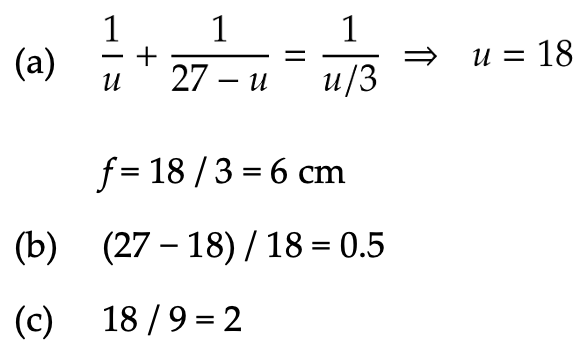 (a) 1/u + 1/(27 − u) = 1/(u/3) ⇒ u = 18
f = 18 / 3 = 6 cm
(b) (27 − 18) / 18 = 0.5
(c) 18 / 9 = 2